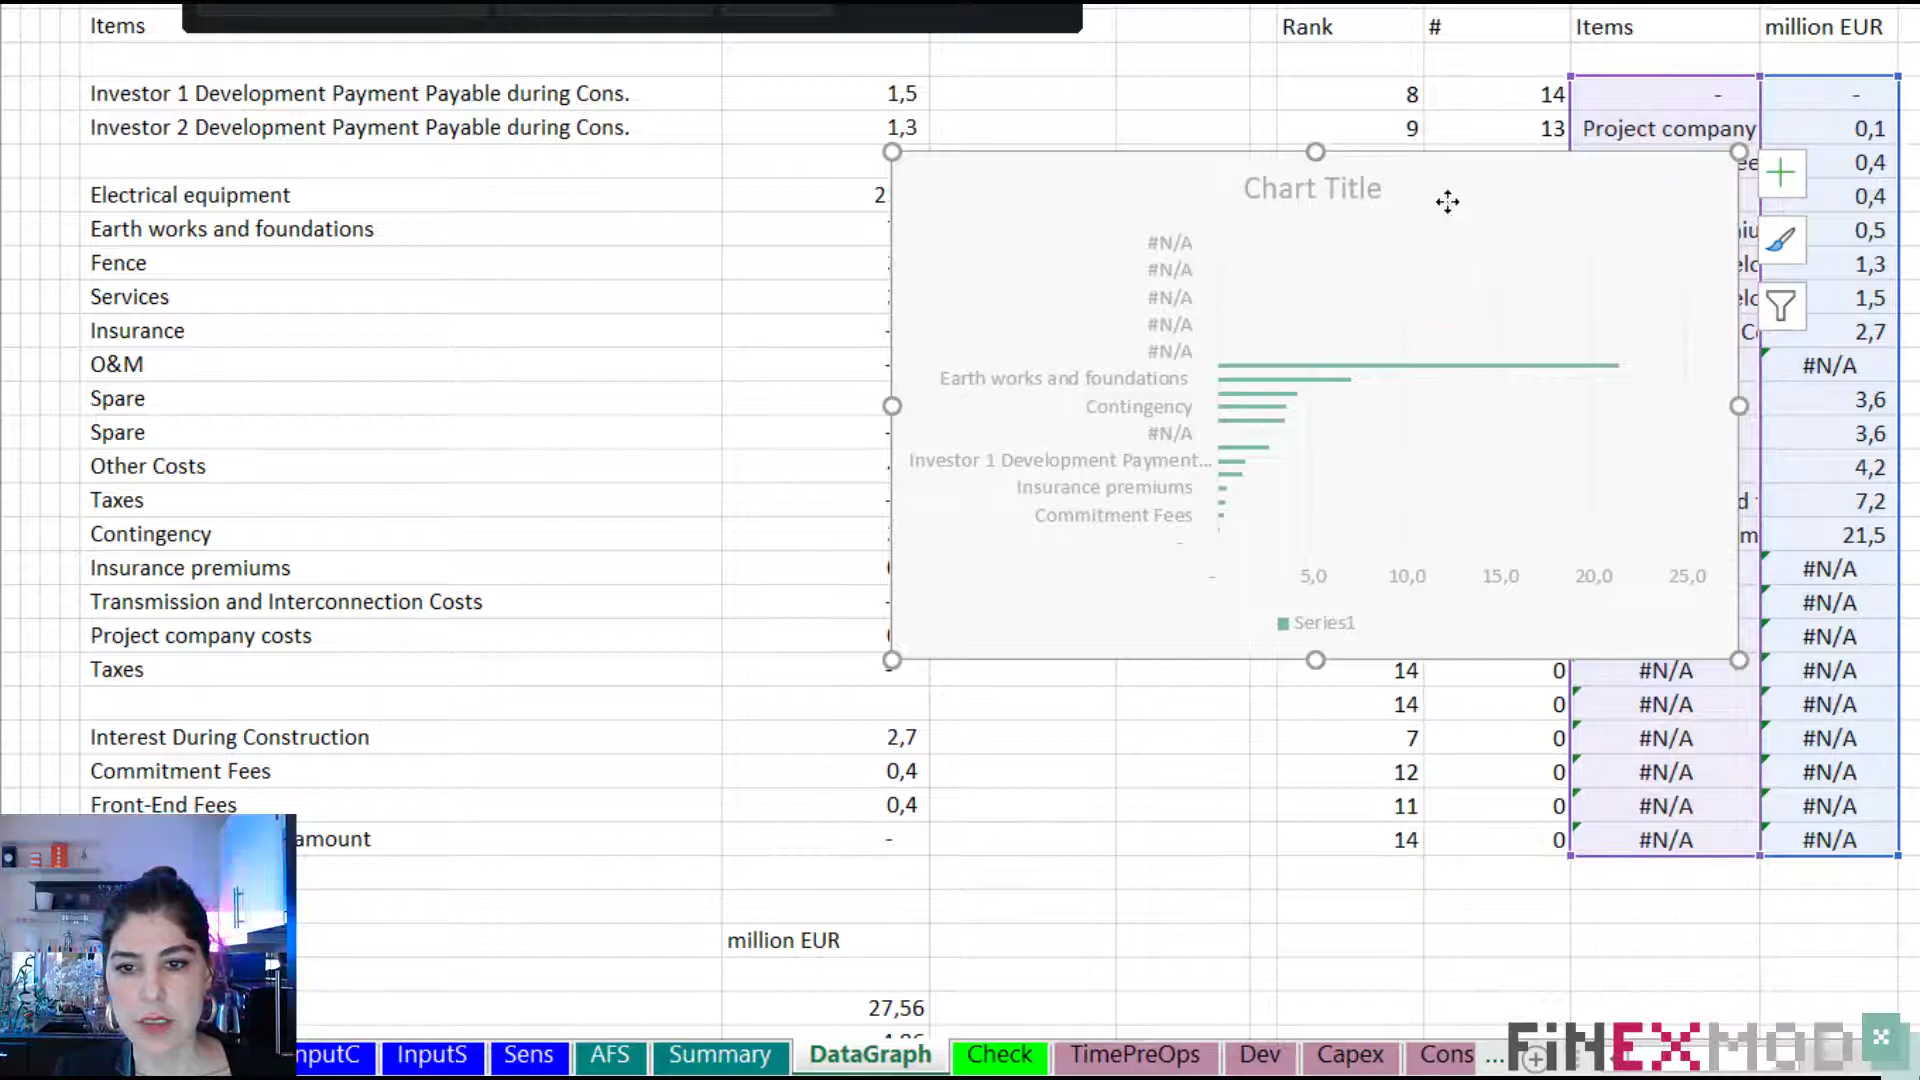 Items Rank # Items million EUR
Investor 1 Development Payment Payable during Cons. 1,5 8 14 - -
Investor 2 Development Payment Payable during Cons. 1,3 9 13 Project company 0,1
0,4
Electrical equipment 2 0,4
Earth works and foundations 0,5
Fence 1,3
Services 1,5
Insurance - 2,7
O&M - #N/A
Spare - 3,6
Spare - 3,6
Other Costs 4,2
Taxes - 7,2
Contingency 21,5
Insurance premiums #N/A
Transmission and Interconnection Costs - #N/A
Project company costs #N/A
Taxes - 14 0 #N/A #N/A
14 0 #N/A #N/A
Interest During Construction 2,7 7 0 #N/A #N/A
Commitment Fees 0,4 12 0 #N/A #N/A
Front-End Fees 0,4 11 0 #N/A #N/A
amount - 14 0 #N/A #N/A
million EUR
27,56
Chart Title
#N/A
#N/A
#N/A
#N/A
#N/A
Earth works and foundations
Contingency
#N/A
Investor 1 Development Payment...
Insurance premiums
Commitment Fees
-
- 5,0 10,0 15,0 20,0 25,0
Series1
nputC InputS Sens AFS Summary DataGraph Check TimePreOps Dev Capex Cons ...
FiNEXMOD